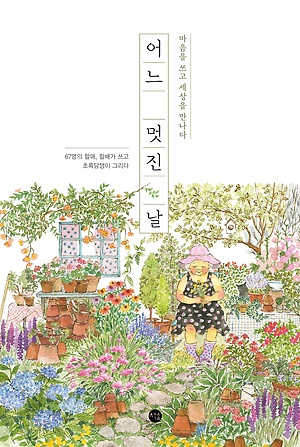 마음을 쓰고 세상을 만나다
어느
멋진
날
67명의 할매, 할배가 쓰고
초록담쟁이 그리다